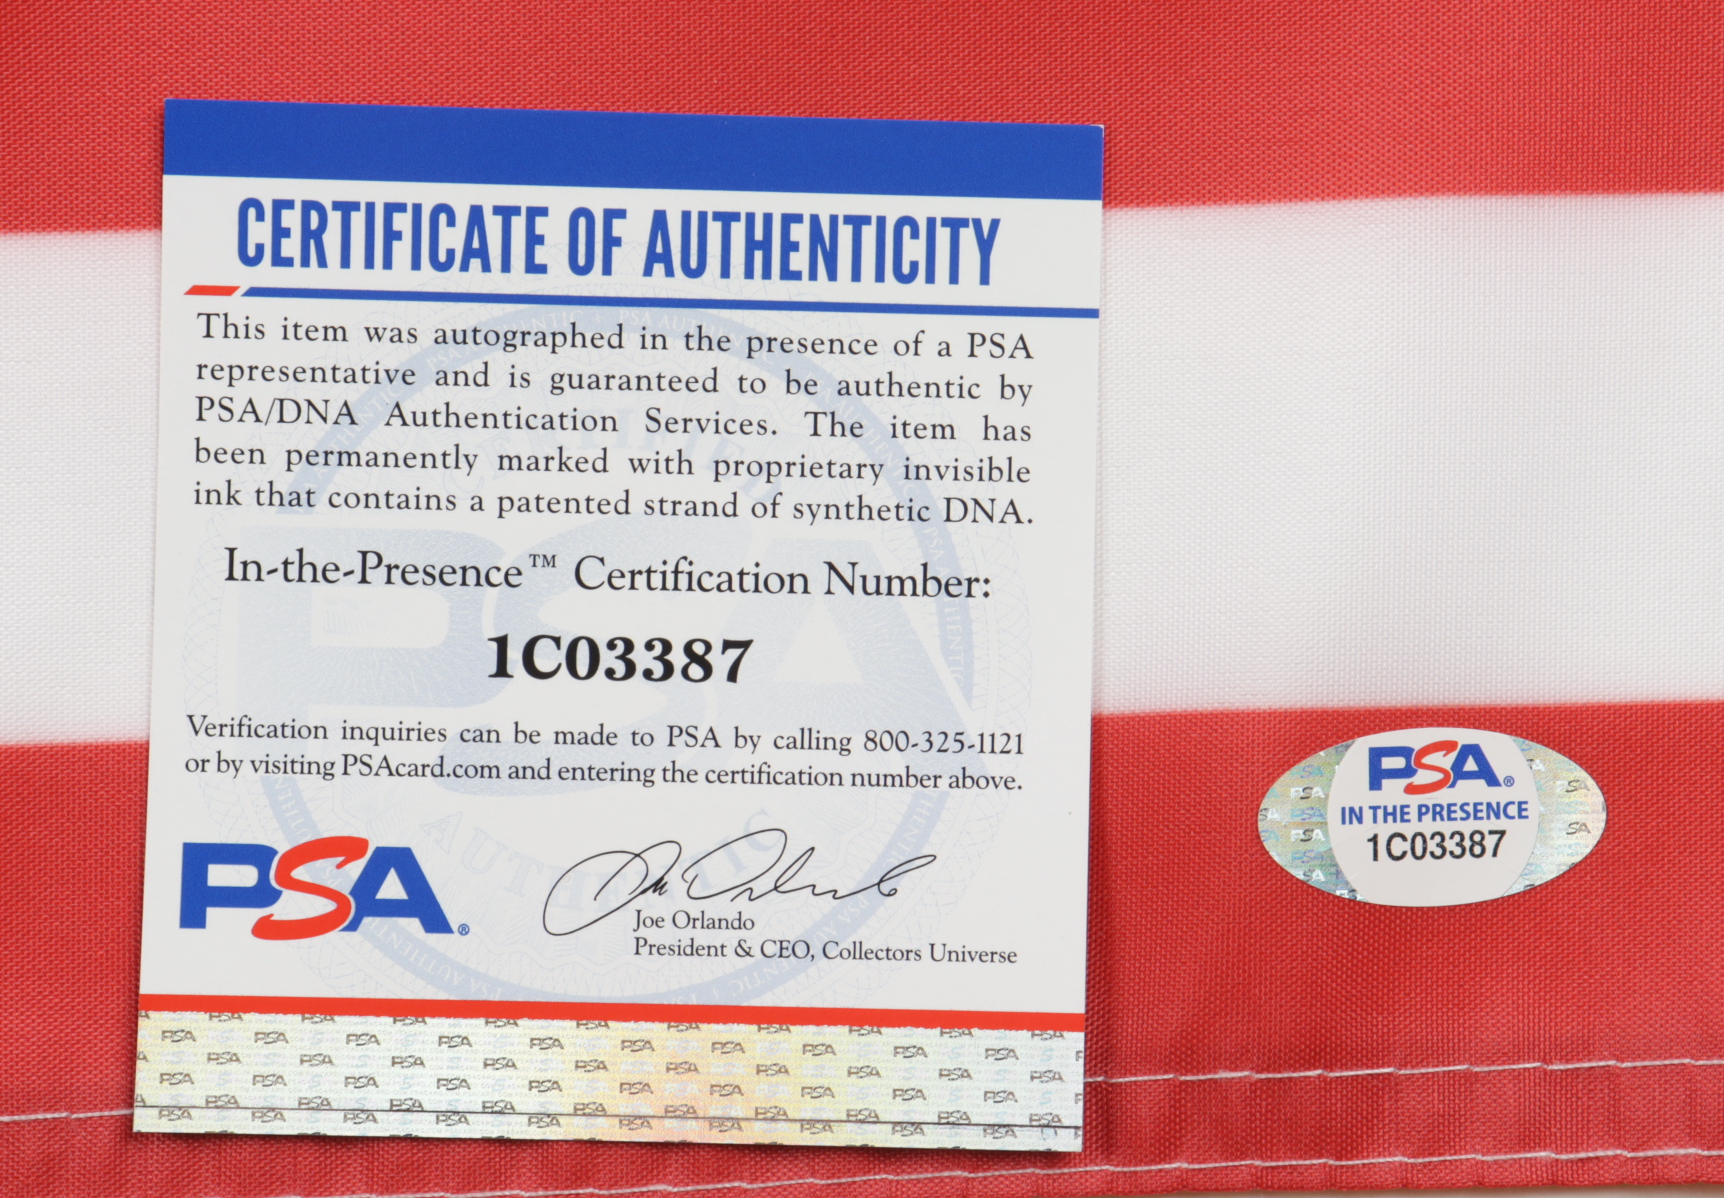 CERTIFICATE OF AUTHENTICITY
This item was autographed in the presence of a PSA
representative and is guaranteed to be authentic by
PSA/DNA Authentication Services. The item has
been permanently marked with proprietary invisible
ink that contains a patented strand of synthetic DNA.
In-the-Presence™ Certification Number:
1C03387
Verification inquiries can be made to PSA by calling 800-325-1121
or by visiting PSAcard.com and entering the certification number above.
PSA®
Joe Orlando
President & CEO, Collectors Universe
PSA®
IN THE PRESENCE
1C03387